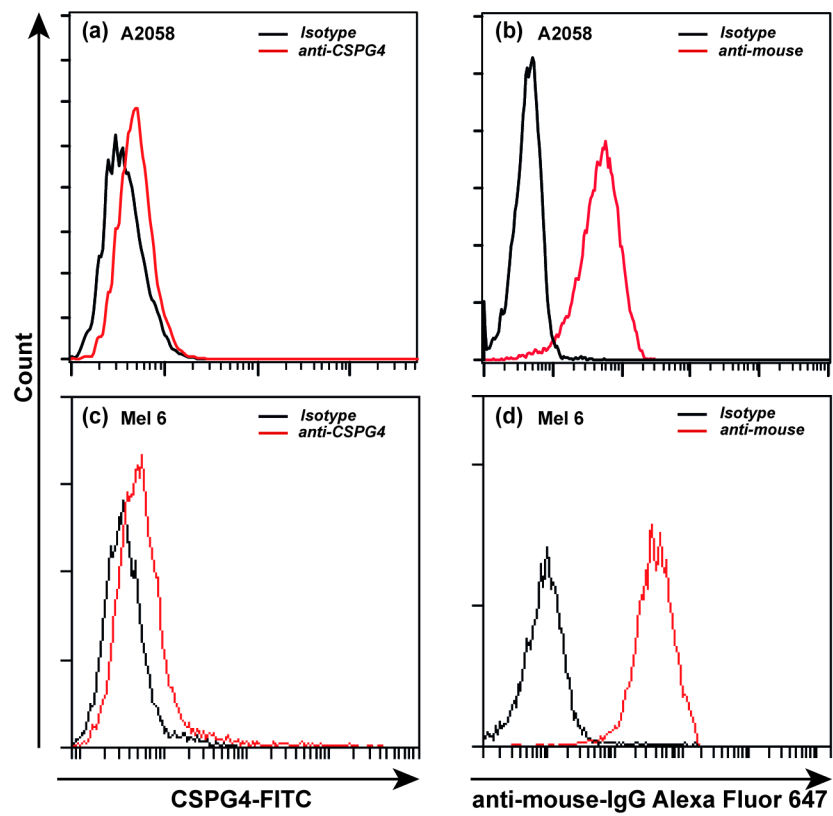 (a) A2058
Isotype
anti-CSPG4
(b) A2058
Isotype
anti-mouse
Count
(c) Mel 6
Isotype
anti-CSPG4
(d) Mel 6
Isotype
anti-mouse
CSPG4-FITC
anti-mouse-IgG Alexa Fluor 647